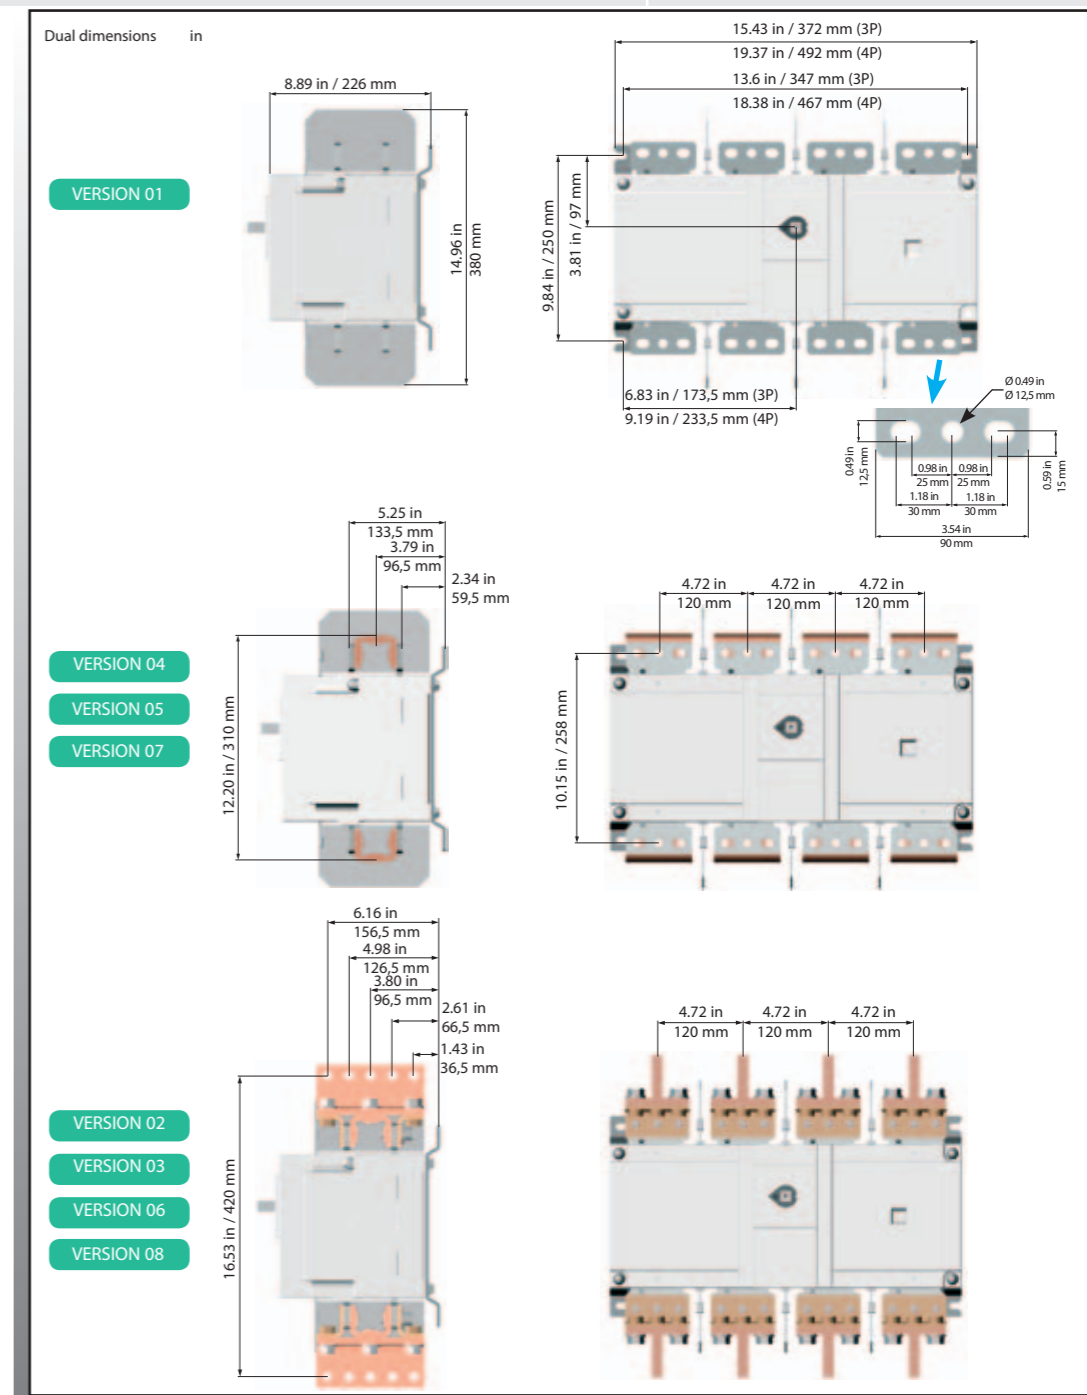 Dual dimensions in
15.43 in / 372 mm (3P)
19.37 in / 492 mm (4P)
13.6 in / 347 mm (3P)
18.38 in / 467 mm (4P)
8.89 in / 226 mm
VERSION 01
14.96 in
380 mm
9.84 in / 250 mm
3.81 in / 97 mm
6.83 in / 173,5 mm (3P)
9.19 in / 233,5 mm (4P)
Ø 0.49 in
Ø 12,5 mm
0.49 in
12,5 mm
0.98 in
25 mm
0.98 in
25 mm
1.18 in
30 mm
1.18 in
30 mm
0.59 in
15 mm
3.54 in
90 mm
5.25 in
133,5 mm
3.79 in
96,5 mm
2.34 in
59,5 mm
4.72 in
120 mm
4.72 in
120 mm
4.72 in
120 mm
VERSION 04
VERSION 05
VERSION 07
12.20 in / 310 mm
10.15 in / 258 mm
6.16 in
156,5 mm
4.98 in
126,5 mm
3.80 in
96,5 mm
2.61 in
66,5 mm
1.43 in
36,5 mm
4.72 in
120 mm
4.72 in
120 mm
4.72 in
120 mm
VERSION 02
VERSION 03
VERSION 06
VERSION 08
16.53 in / 420 mm